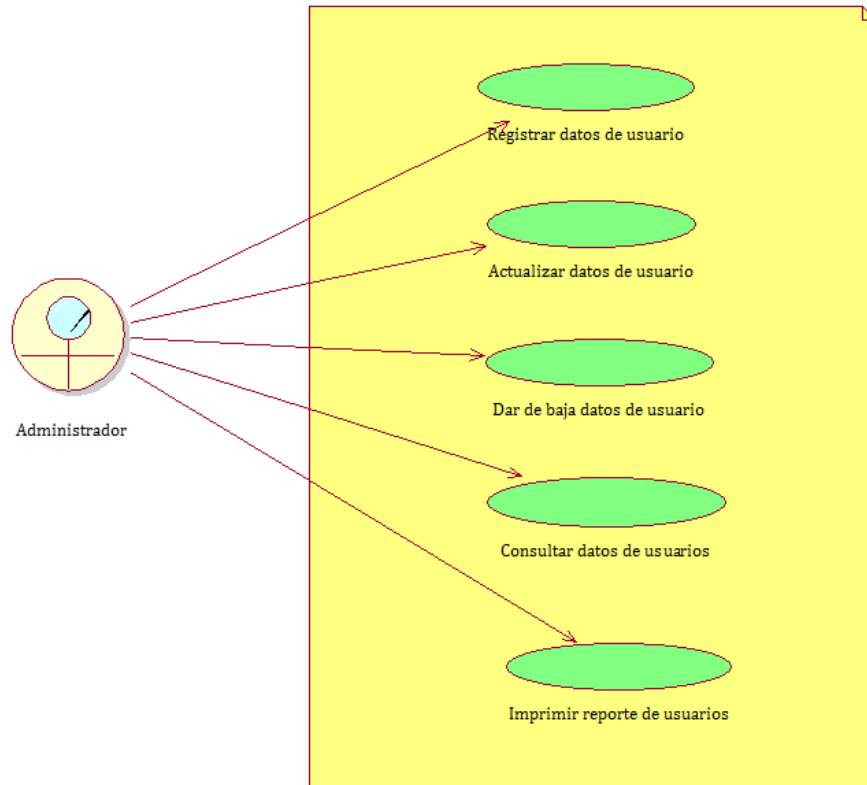 Registrar datos de usuario
Actualizar datos de usuario
Administrador
Dar de baja datos de usuario
Consultar datos de usuarios
Imprimir reporte de usuarios